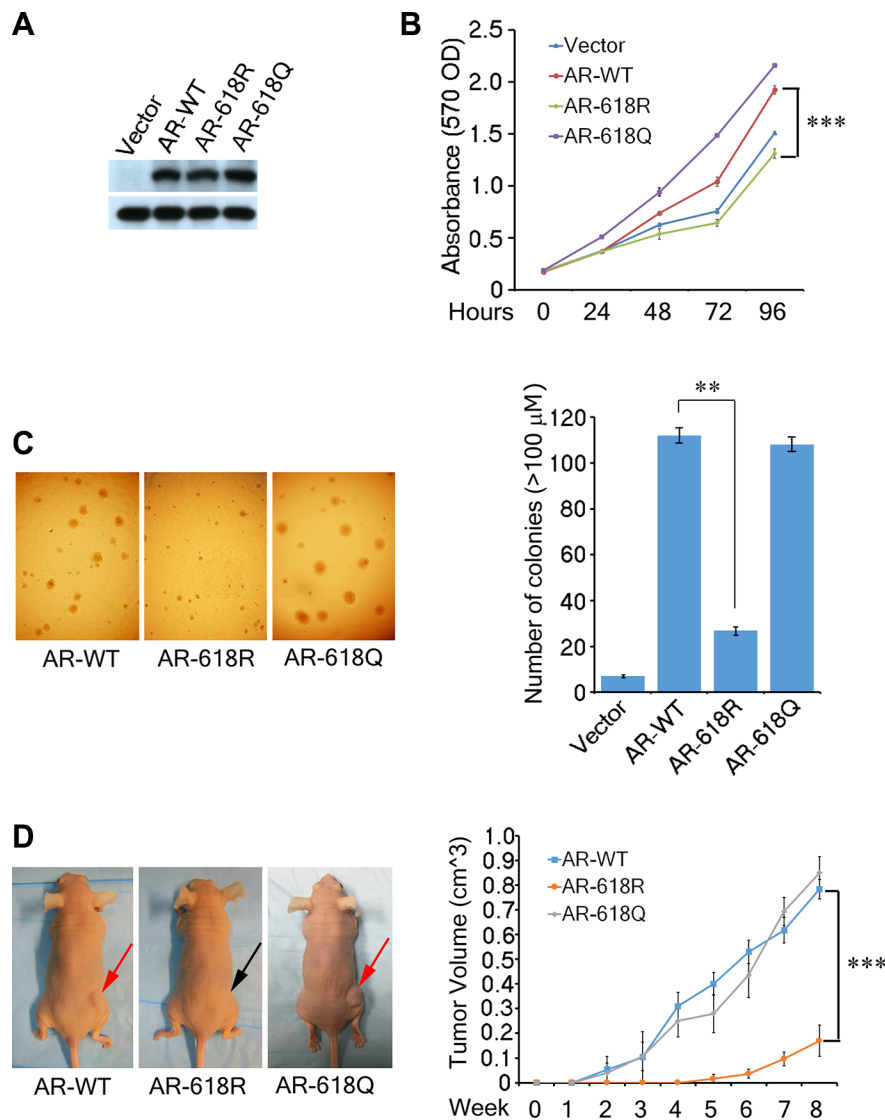 A
Vector
AR-WT
AR-618R
AR-618Q
B
Absorbance (570 OD)
2.5
2.0
1.5
1.0
0.5
0
Vector
AR-WT
AR-618R
AR-618Q
***
Hours 0 24 48 72 96
C
AR-WT AR-618R AR-618Q
Number of colonies (>100 µM)
120
100
80
60
40
20
0
**
Vector
AR-WT
AR-618R
AR-618Q
D
AR-WT AR-618R AR-618Q
Tumor Volume (cm^3)
1.0
0.9
0.8
0.7
0.6
0.5
0.4
0.3
0.2
0.1
0
AR-WT
AR-618R
AR-618Q
***
Week 0 1 2 3 4 5 6 7 8